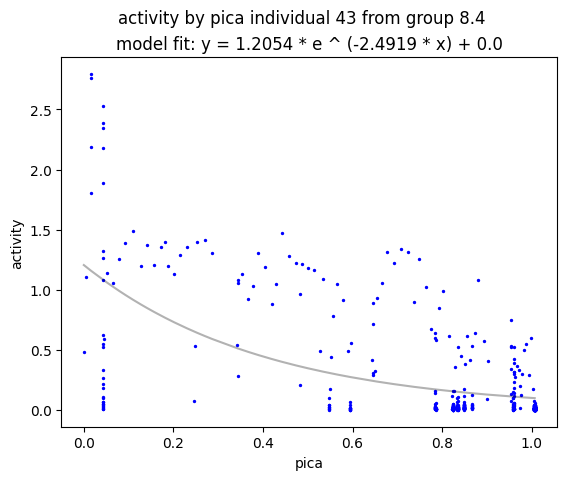 activity by pica individual 43 from group 8.4
model fit: y = 1.2054 * e ^ (-2.4919 * x) + 0.0
2.5
2.0
1.5
1.0
0.5
0.0
activity
0.0 0.2 0.4 0.6 0.8 1.0
pica